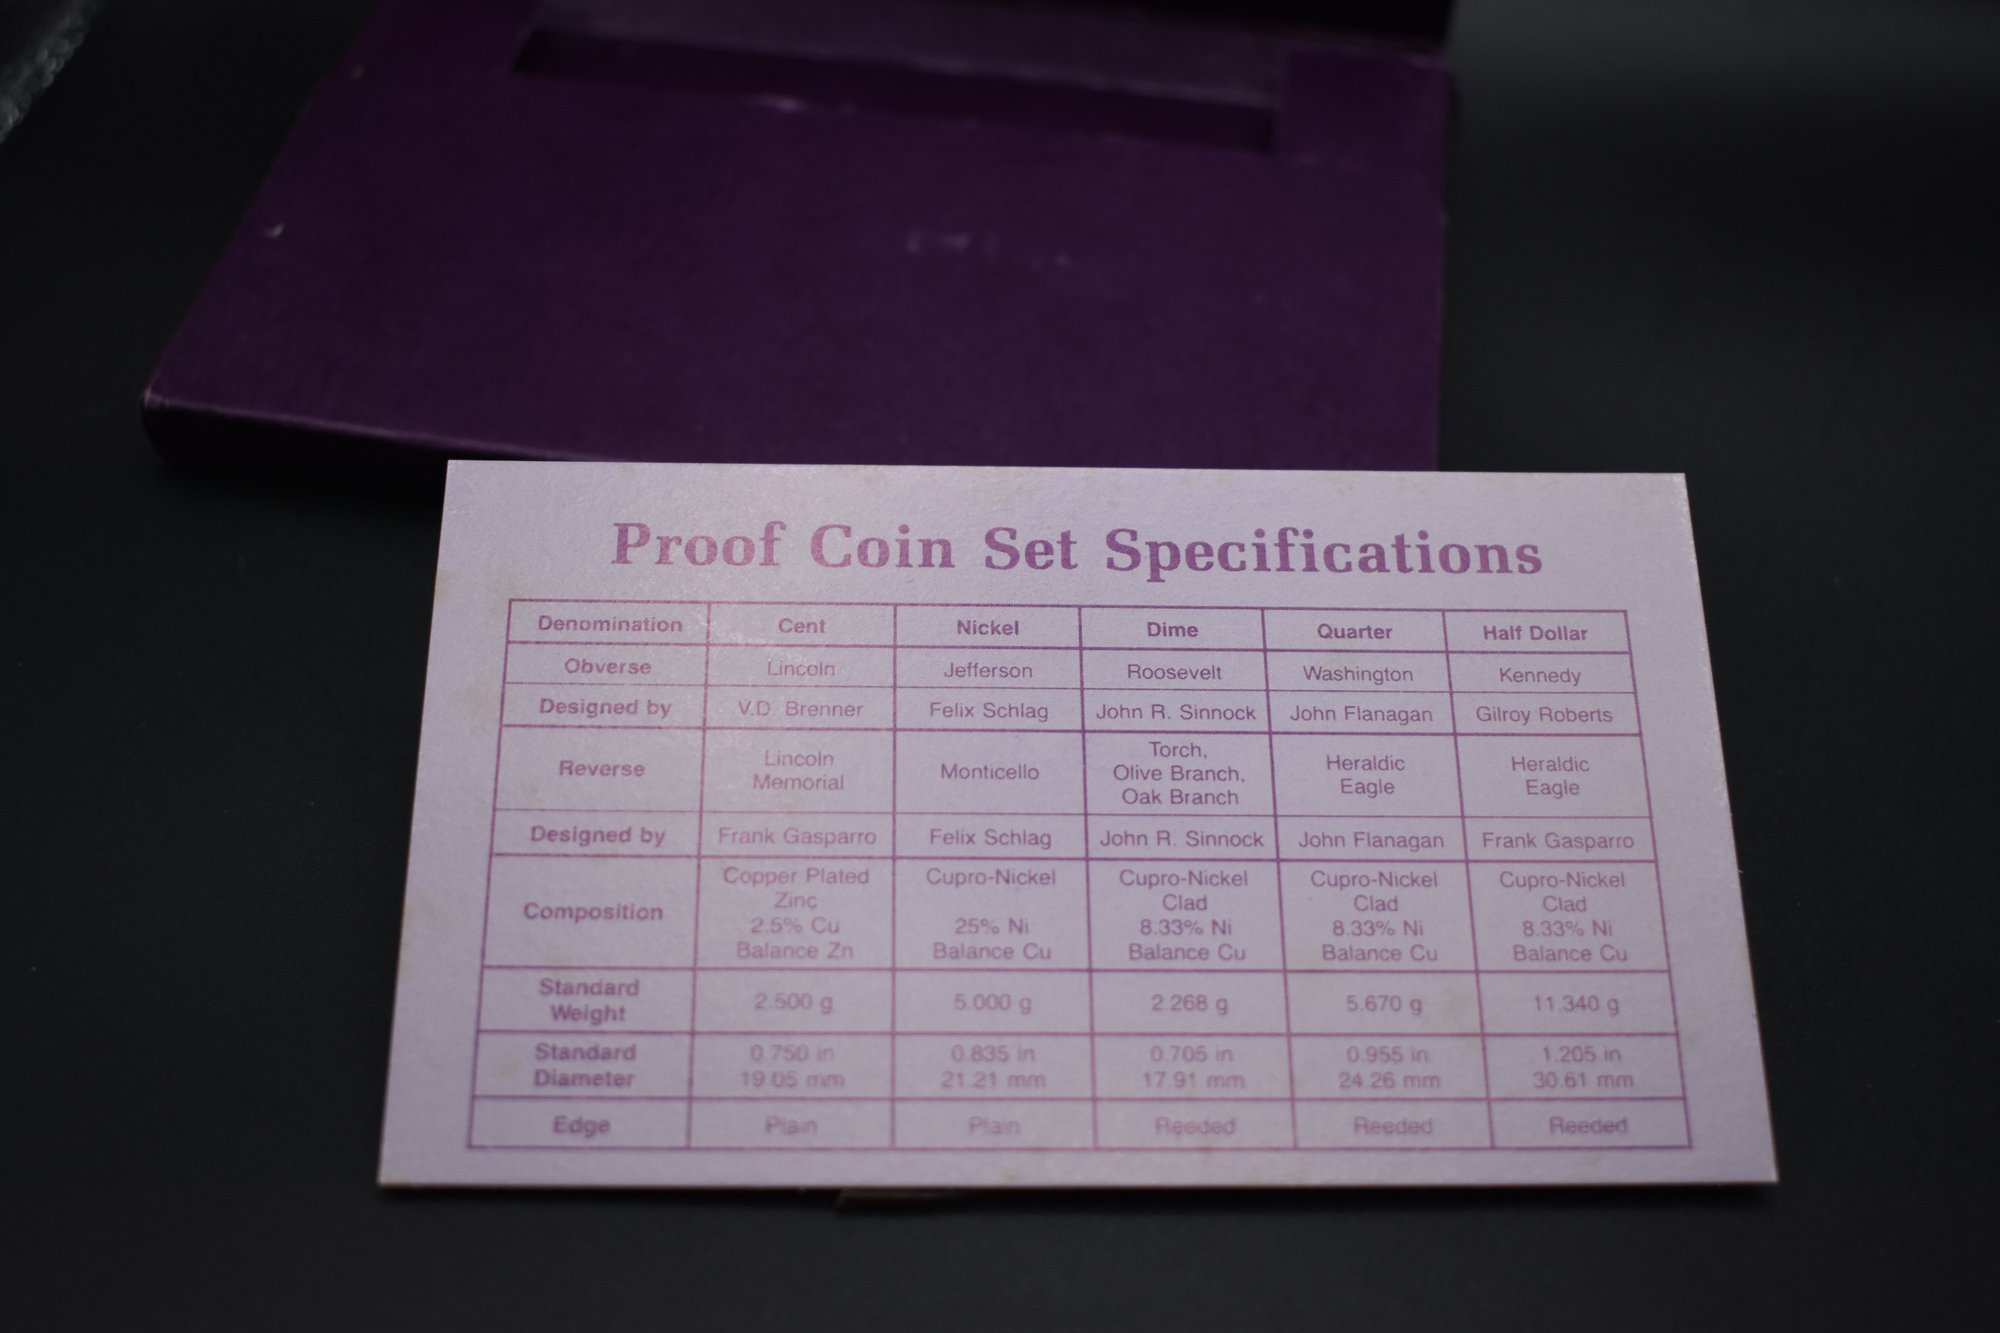 Proof Coin Set Specifications
Denomination Cent Nickel Dime Quarter Half Dollar
Obverse Lincoln Jefferson Roosevelt Washington Kennedy
Designed by V.D. Brenner Felix Schlag John R. Sinnock John Flanagan Gilroy Roberts
Reverse Lincoln Memorial Monticello Torch, Olive Branch, Oak Branch Heraldic Eagle Heraldic Eagle
Designed by Frank Gasparro Felix Schlag John R. Sinnock John Flanagan Frank Gasparro
Composition Copper Plated Zinc 2.5% Cu Balance Zn Cupro-Nickel 25% Ni Balance Cu Cupro-Nickel Clad 8.33% Ni Balance Cu Cupro-Nickel Clad 8.33% Ni Balance Cu Cupro-Nickel Clad 8.33% Ni Balance Cu
Standard Weight 2.500 g 5.000 g 2.268 g 5.670 g 11.340 g
Standard Diameter 0.750 in 19.05 mm 0.835 in 21.21 mm 0.705 in 17.91 mm 0.955 in 24.26 mm 1.205 in 30.61 mm
Edge Plain Plain Reeded Reeded Reeded